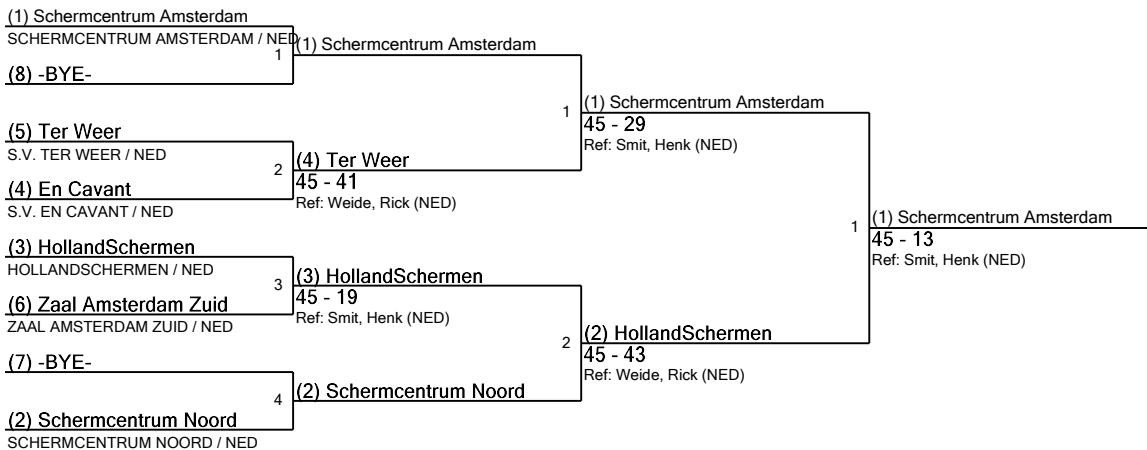 (1) Schermcentrum Amsterdam
SCHERMCENTRUM AMSTERDAM / NED
1
(8) -BYE-
(1) Schermcentrum Amsterdam
(5) Ter Weer
S.V. TER WEER / NED
2
(4) En Cavant
S.V. EN CAVANT / NED
(4) Ter Weer
45 - 41
Ref: Weide, Rick (NED)
1
(1) Schermcentrum Amsterdam
45 - 29
Ref: Smit, Henk (NED)
(3) HollandSchermen
HOLLANDSCHERMEN / NED
3
(6) Zaal Amsterdam Zuid
ZAAL AMSTERDAM ZUID / NED
(3) HollandSchermen
45 - 19
Ref: Smit, Henk (NED)
(7) -BYE-
4
(2) Schermcentrum Noord
SCHERMCENTRUM NOORD / NED
(2) Schermcentrum Noord
2
(2) HollandSchermen
45 - 43
Ref: Weide, Rick (NED)
1
(1) Schermcentrum Amsterdam
45 - 13
Ref: Smit, Henk (NED)